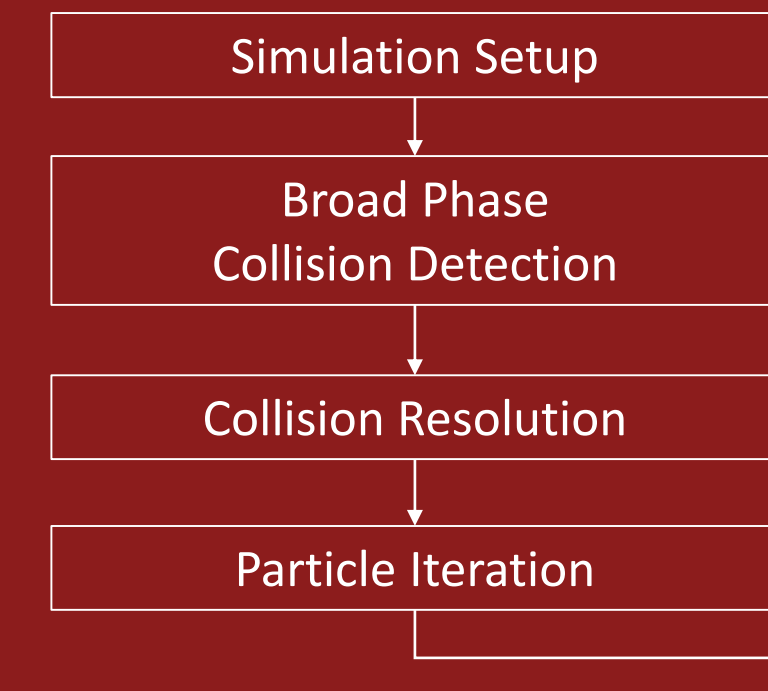 Simulation Setup
Broad Phase
Collision Detection
Collision Resolution
Particle Iteration